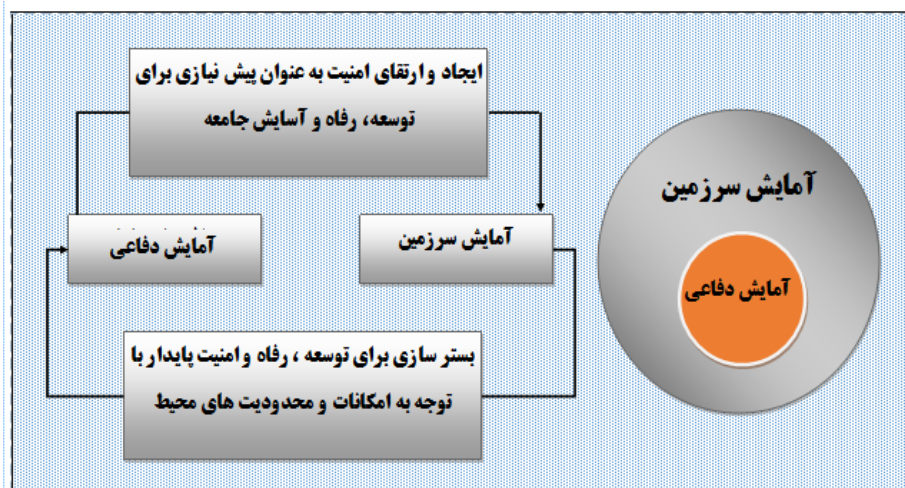 ایجاد و ارتقای امنیت به عنوان پیش نیازی برای
توسعه، رفاه و آسایش جامعه
آمایش سرزمین
آمایش دفاعی
آمایش سرزمین
آمایش دفاعی
بستر سازی برای توسعه ، رفاه و امنیت پایدار با
توجه به امکانات و محدودیت های محیط